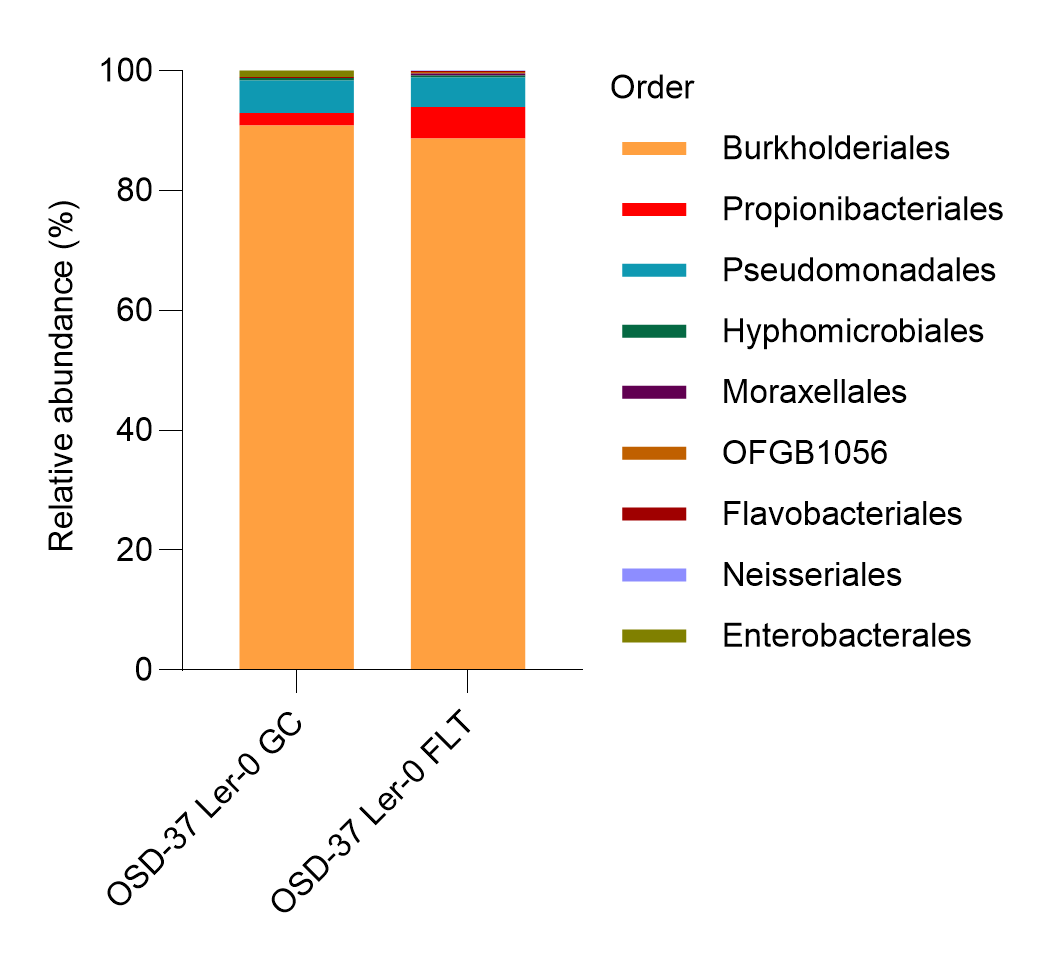 100
80
60
40
20
0
Relative abundance (%)
OSD-37 Ler-0 GC
OSD-37 Ler-0 FLT
Order
Burkholderiales
Propionibacteriales
Pseudomonadales
Hyphomicrobiales
Moraxellales
OFGB1056
Flavobacteriales
Neisseriales
Enterobacterales